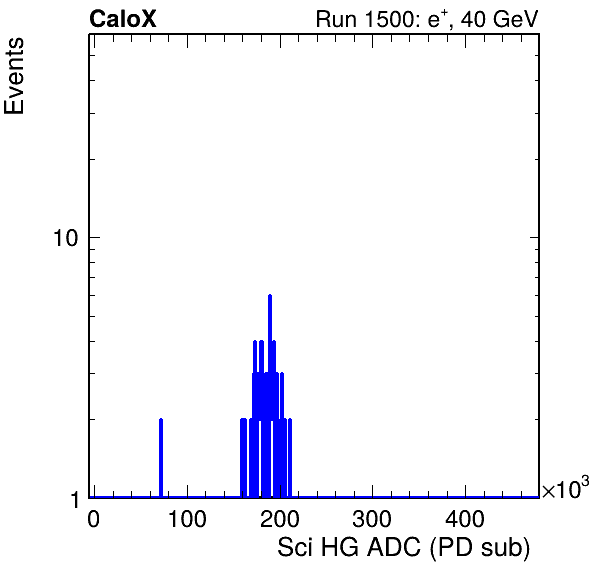 CaloX Run 1500: e⁺, 40 GeV
Events
10
1
0 100 200 300 400 ×10³
Sci HG ADC (PD sub)